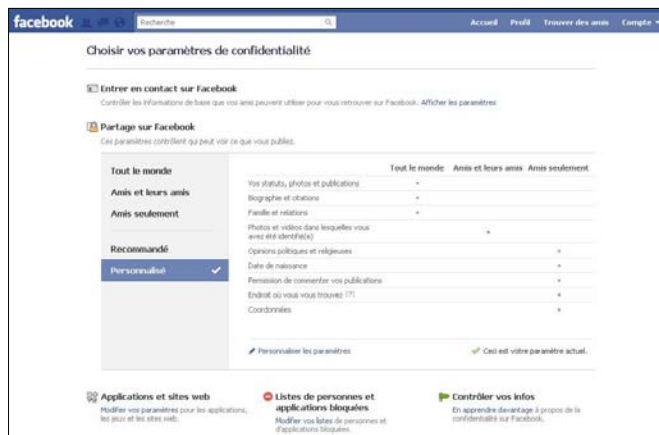 facebook Recherche Accueil Profil Trouver des amis Compte
Choisir vos paramètres de confidentialité
Entrer en contact sur Facebook
Contrôler les informations de base que vos amis peuvent utiliser pour vous retrouver sur Facebook. Afficher les paramètres
Partage sur Facebook
Ces paramètres contrôlent qui peut voir ce que vous publiez.
Tout le monde
Amis et leurs amis
Amis seulement
Recommandé
Personnalisé
Tout le monde Amis et leurs amis Amis seulement
Vos statuts, photos et publications
Biographie et citations
Famille et relations
Photos et vidéos dans lesquelles vous
avez été identifié(e)
Opinions politiques et religieuses
Date de naissance
Permission de commenter vos publications
Endroit où vous vous trouvez [?]
Coordonnées
Personnaliser les paramètres
Ceci est votre paramètre actuel.
Applications et sites web
Modifier vos paramètres pour les applications,
les jeux et les sites web.
Listes de personnes et
applications bloquées
Modifier vos listes de personnes et
d'applications bloquées.
Contrôler vos infos
En apprendre davantage à propos de la
confidentialité sur Facebook.